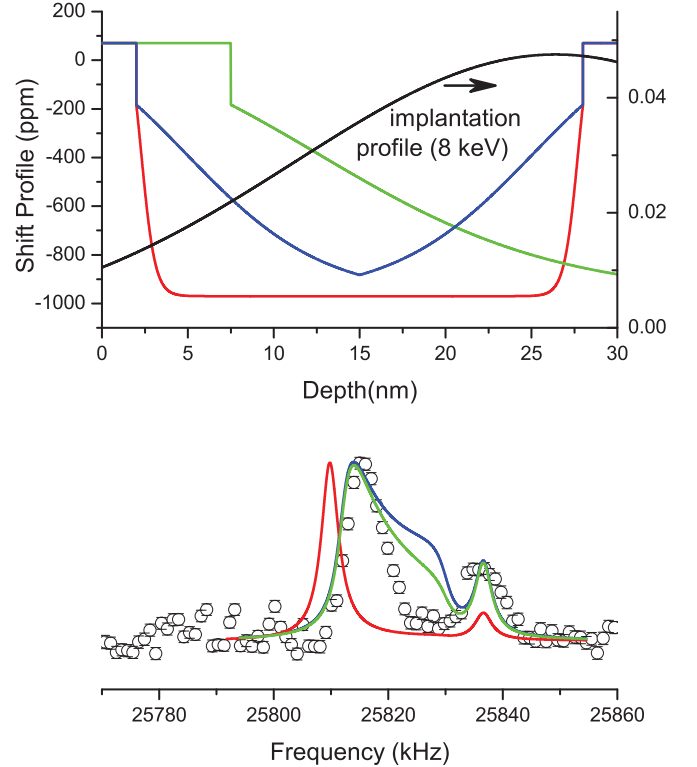 200
0
-200
-400
-600
-800
-1000
Shift Profile (ppm)
implantation
profile (8 keV)
0.04
0.02
0.00
0 5 10 15 20 25 30
Depth(nm)
25780 25800 25820 25840 25860
Frequency (kHz)